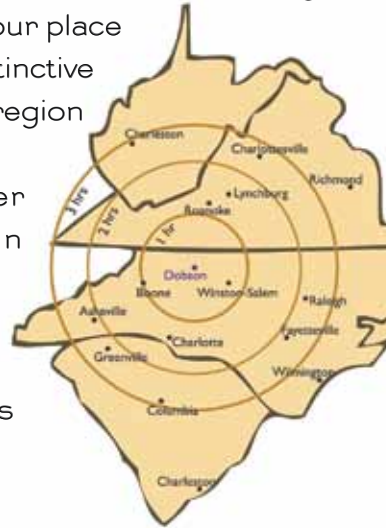 our place
tinctive
region
er
n
s
Charleston
Charlottesville
Richmond
Lynchburg
Roanoke
3 hrs
2 hrs
1 hr
Dobson
Boone
Winston-Salem
Raleigh
Asheville
Fayetteville
Charlotte
Greenville
Wilmington
Columbia
Charleston